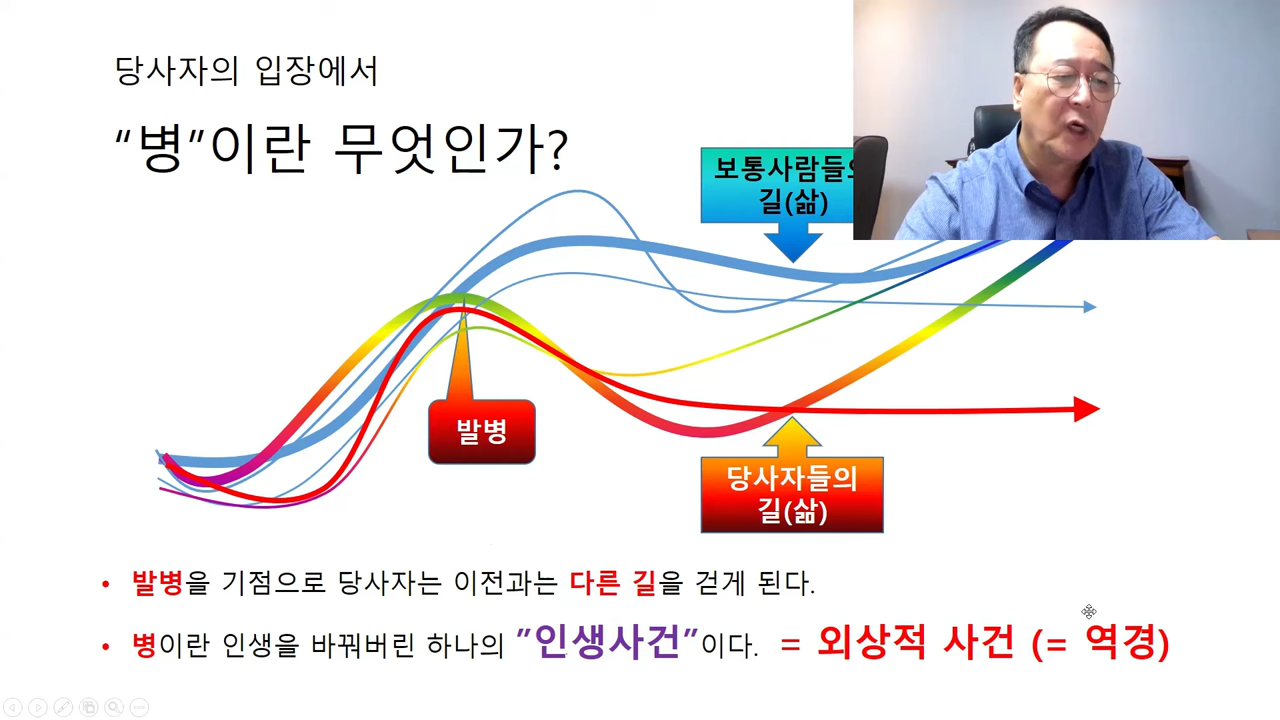 당사자의 입장에서
“병”이란 무엇인가?
보통사람들의
길(삶)
발병
당사자들의
길(삶)
• 발병을 기점으로 당사자는 이전과는 다른 길을 걷게 된다.
• 병이란 인생을 바꿔버린 하나의 ”인생사건”이다. = 외상적 사건 (= 역경)